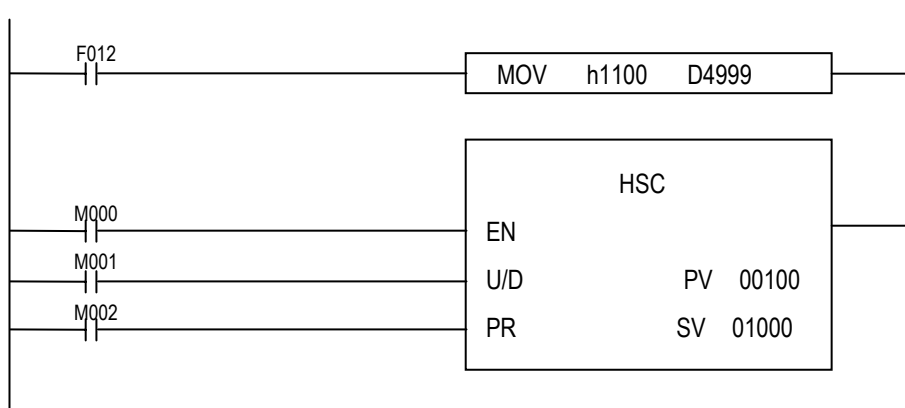 F012
MOV h1100 D4999
HSC
M000
EN
M001
U/D PV 00100
M002
PR SV 01000